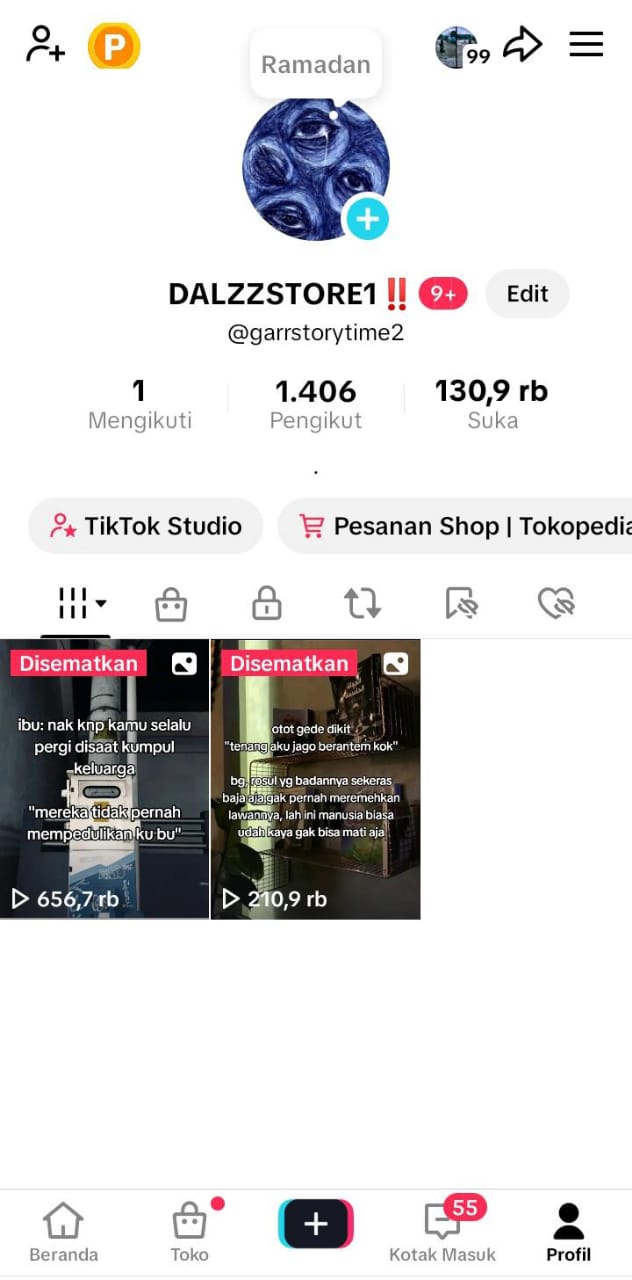 P
Ramadan
99
DALZZSTORE1‼️
9+
Edit
@garrstorytime2
1
Mengikuti
1.406
Pengikut
130,9 rb
Suka
.
TikTok Studio
Pesanan Shop | Tokopedia
Disematkan
ibu: nak knp kamu selalu
pergi disaat kumpul
keluarga
"mereka tidak pernah
mempedulikan ku bu"
656,7 rb
Disematkan
otot gede dikit
"tenang aku jago berantem kok"
bg, rosul yg badannya sekeras
baja aja gak pernah meremehkan
lawannya, lah ini manusia biasa
udah kaya gak bisa mati aja
210,9 rb
Beranda
Toko
55
Kotak Masuk
Profil